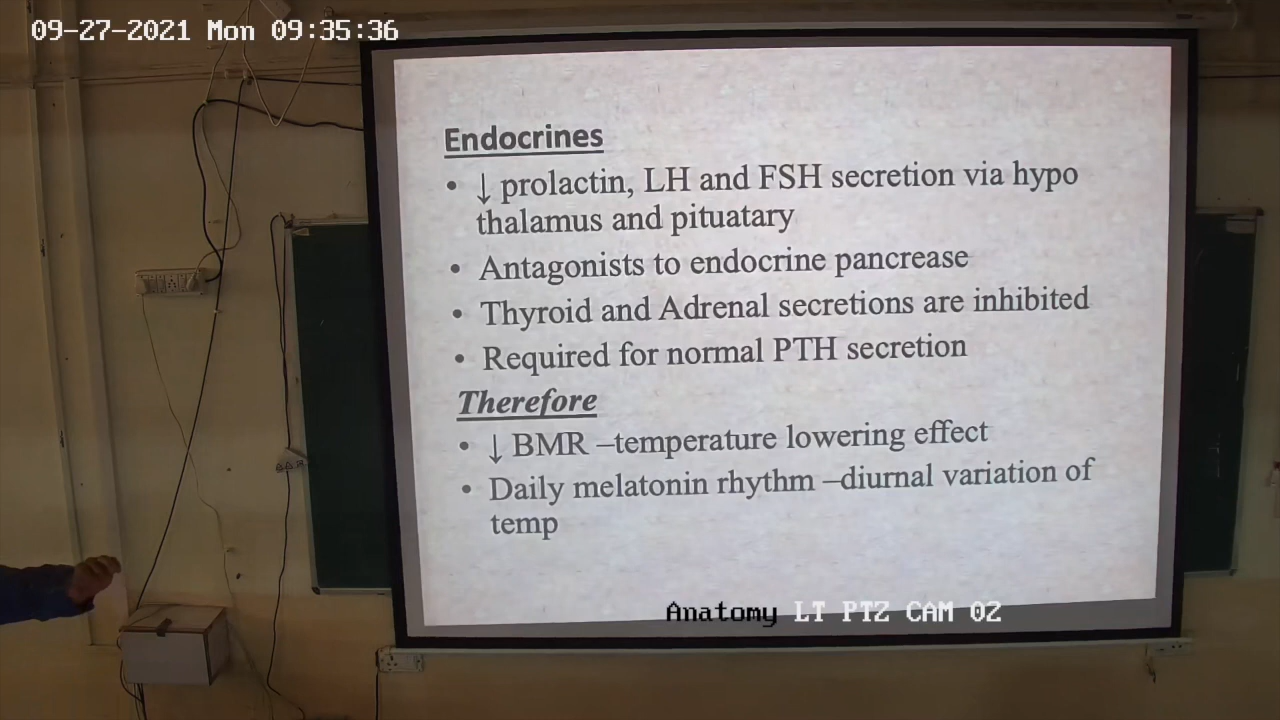 09-27-2021 Mon 09:35:36
Endocrines
• ↓ prolactin, LH and FSH secretion via hypo
thalamus and pituatary
• Antagonists to endocrine pancrease
• Thyroid and Adrenal secretions are inhibited
• Required for normal PTH secretion
Therefore
• ↓ BMR –temperature lowering effect
• Daily melatonin rhythm –diurnal variation of
temp
Anatomy LT PTZ CAM 02